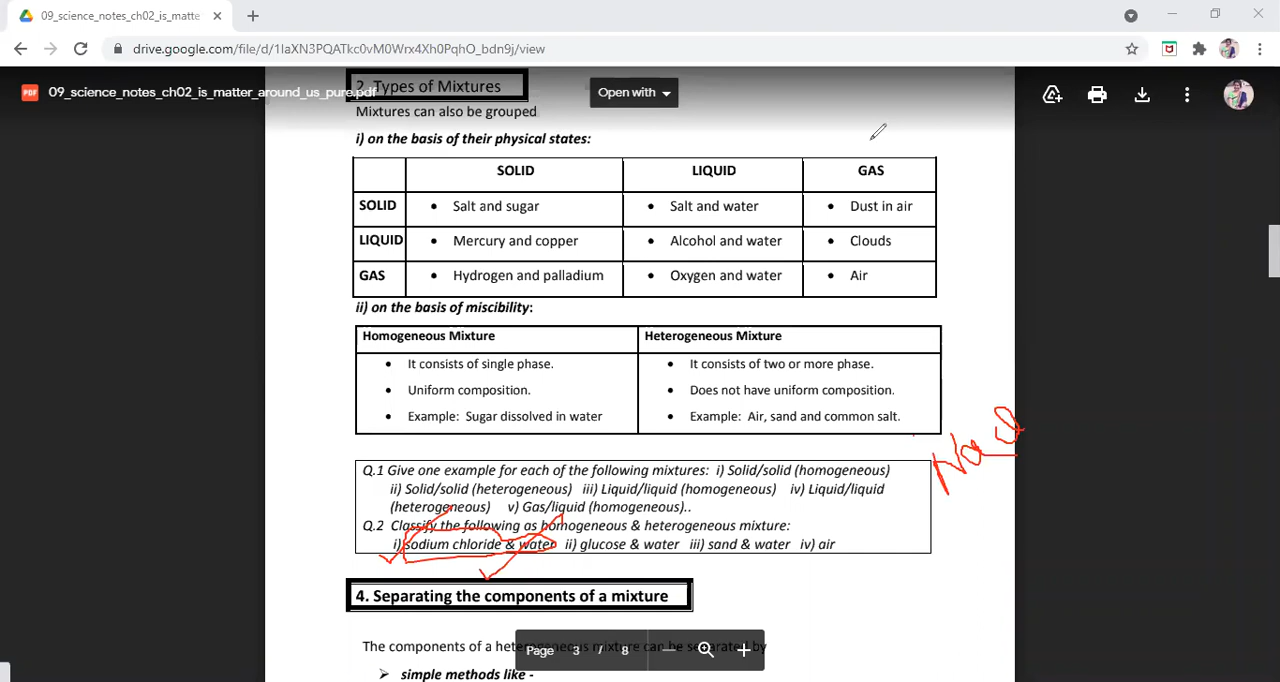 09_science_notes_ch02_is_matte
drive.google.com/file/d/1IaXN3PQATkc0vM0Wrx4Xh0PqhO_bdn9j/view
2. Types of Mixtures
PDF 09_science_notes_ch02_is_matter_around_us_pure.pdf
Open with
Mixtures can also be grouped
i) on the basis of their physical states:
SOLID LIQUID GAS
SOLID • Salt and sugar • Salt and water • Dust in air
LIQUID • Mercury and copper • Alcohol and water • Clouds
GAS • Hydrogen and palladium • Oxygen and water • Air
ii) on the basis of miscibility:
Homogeneous Mixture Heterogeneous Mixture
• It consists of single phase. • It consists of two or more phase.
• Uniform composition. • Does not have uniform composition.
• Example: Sugar dissolved in water • Example: Air, sand and common salt.
Q.1 Give one example for each of the following mixtures: i) Solid/solid (homogeneous)
ii) Solid/solid (heterogeneous) iii) Liquid/liquid (homogeneous) iv) Liquid/liquid
(heterogeneous) v) Gas/liquid (homogeneous)..
Q.2 Classify the following as homogeneous & heterogeneous mixture:
i) sodium chloride & water ii) glucose & water iii) sand & water iv) air
4. Separating the components of a mixture
The components of a heterogeneous mixture can be separated by
Page 3 / 8
➢ simple methods like -